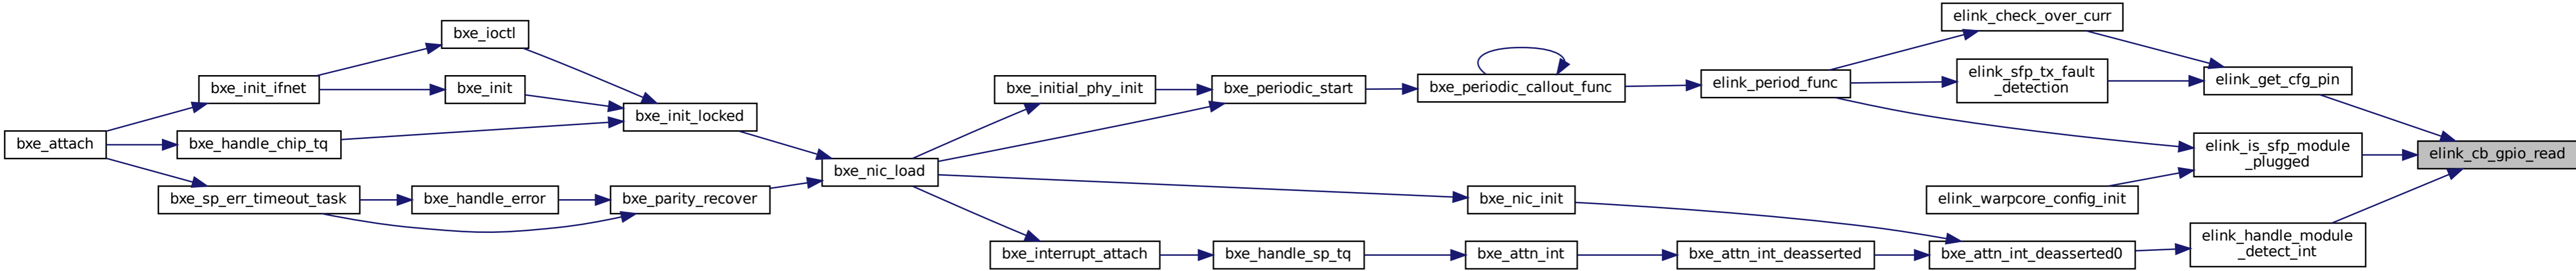 bxe_attach
bxe_init_ifnet
bxe_handle_chip_tq
bxe_sp_err_timeout_task
bxe_ioctl
bxe_init
bxe_handle_error
bxe_init_locked
bxe_parity_recover
bxe_nic_load
bxe_initial_phy_init
bxe_interrupt_attach
bxe_periodic_start
bxe_handle_sp_tq
bxe_periodic_callout_func
bxe_nic_init
bxe_attn_int
elink_period_func
bxe_attn_int_deasserted
elink_check_over_curr
elink_sfp_tx_fault
_detection
elink_warpcore_config_init
bxe_attn_int_deasserted0
elink_get_cfg_pin
elink_is_sfp_module
_plugged
elink_handle_module
_detect_int
elink_cb_gpio_read